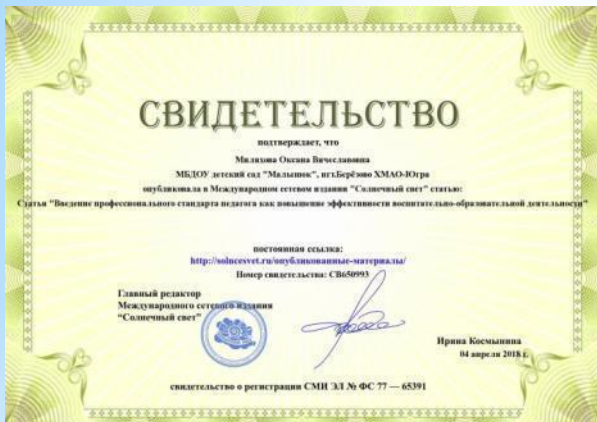 СВИДЕТЕЛЬСТВО
подтверждает, что
Милахова Оксана Вячеславовна
МБДОУ детский сад "Малышок", пгт.Берёзово ХМАО-Югра
опубликовала в Международном сетевом издании "Солнечный свет" статью:
Статья "Введение профессионального стандарта педагога как повышение эффективности воспитательно-образовательной деятельности"
постоянная ссылка:
http://solncesvet.ru/опубликованные-материалы/
Номер свидетельства: СВ650993
Главный редактор
Международного сетевого издания
"Солнечный свет"
Ирина Космынина
04 апреля 2018 г.
свидетельство о регистрации СМИ ЭЛ № ФС 77 — 65391